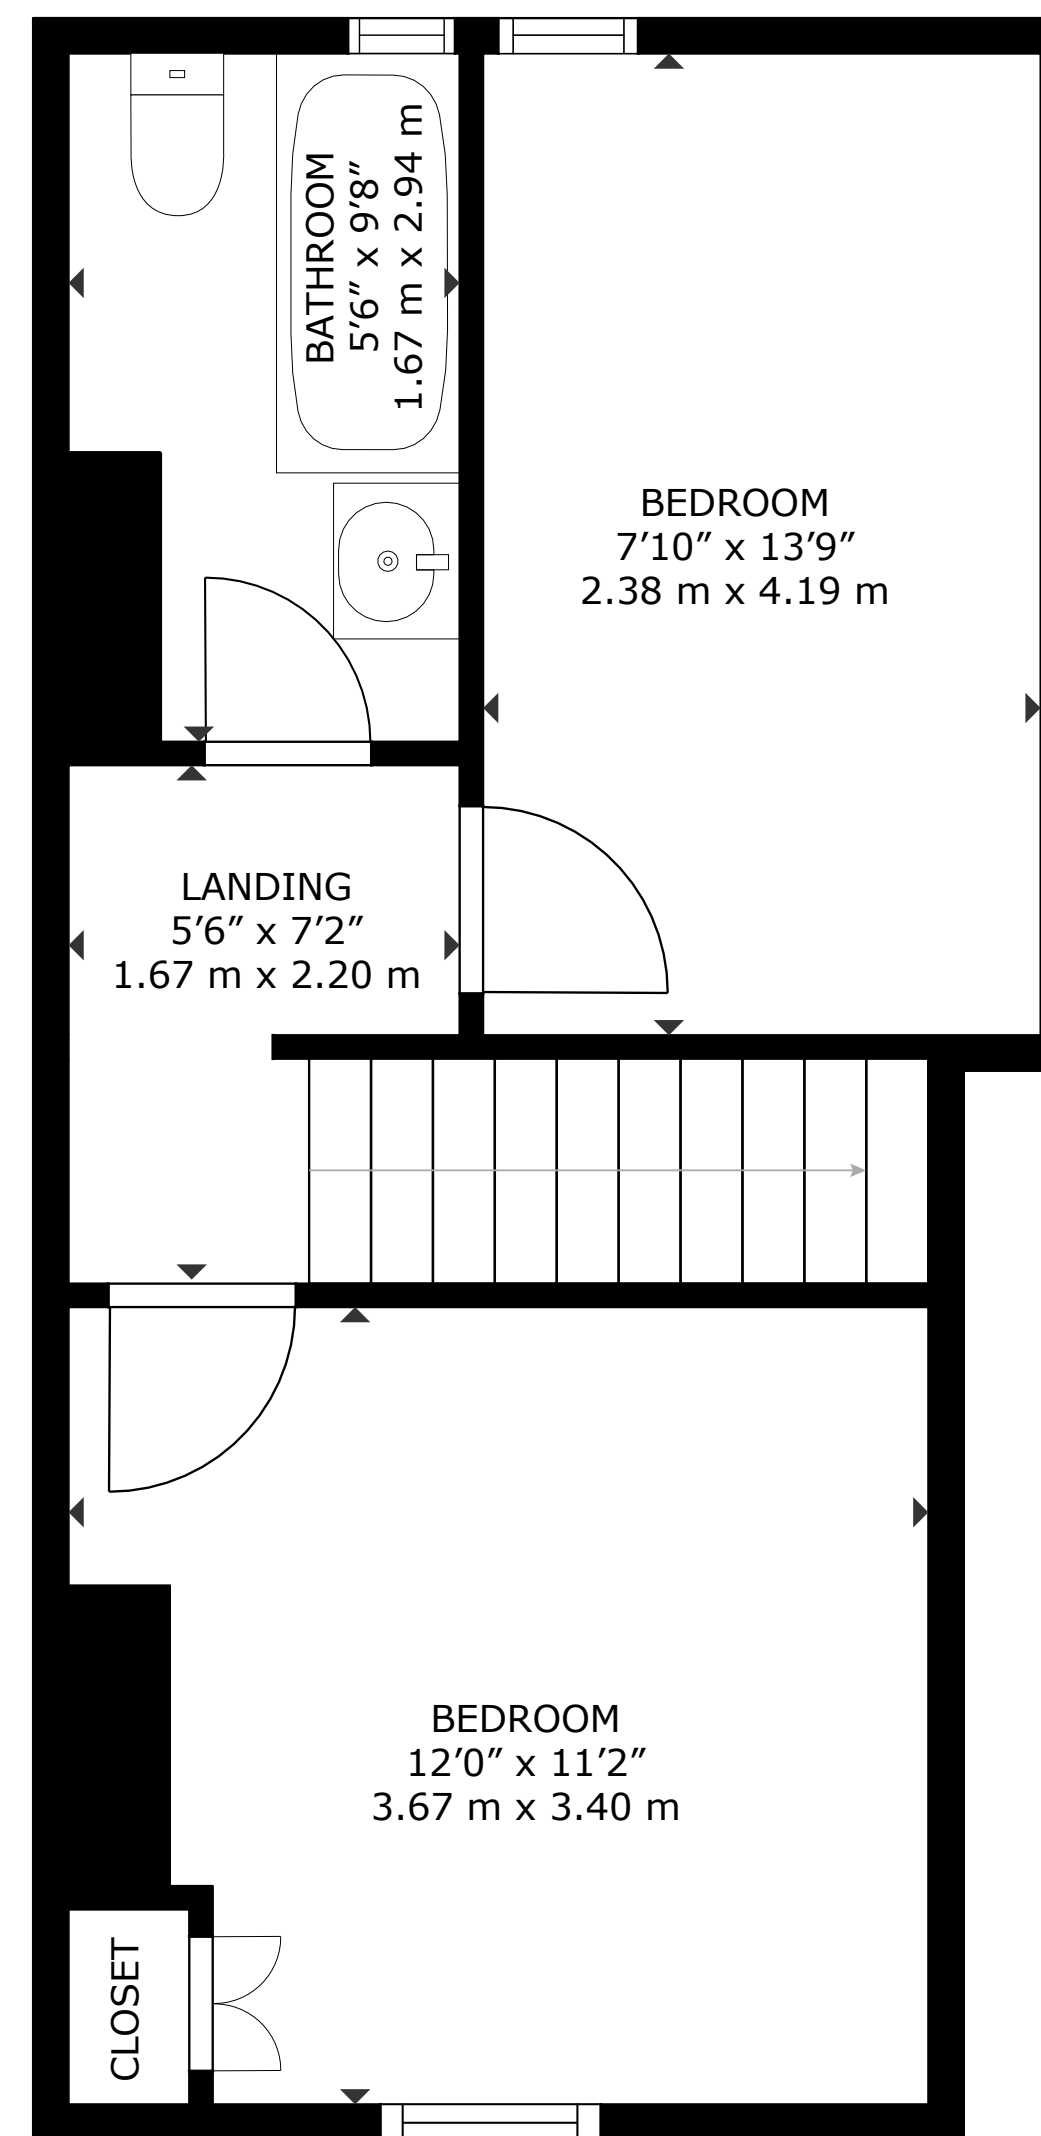 BATHROOM
5′6″ x 9′8″
1.67 m x 2.94 m
BEDROOM
7′10″ x 13′9″
2.38 m x 4.19 m
LANDING
5′6″ x 7′2″
1.67 m x 2.20 m
BEDROOM
12′0″ x 11′2″
3.67 m x 3.40 m
CLOSET